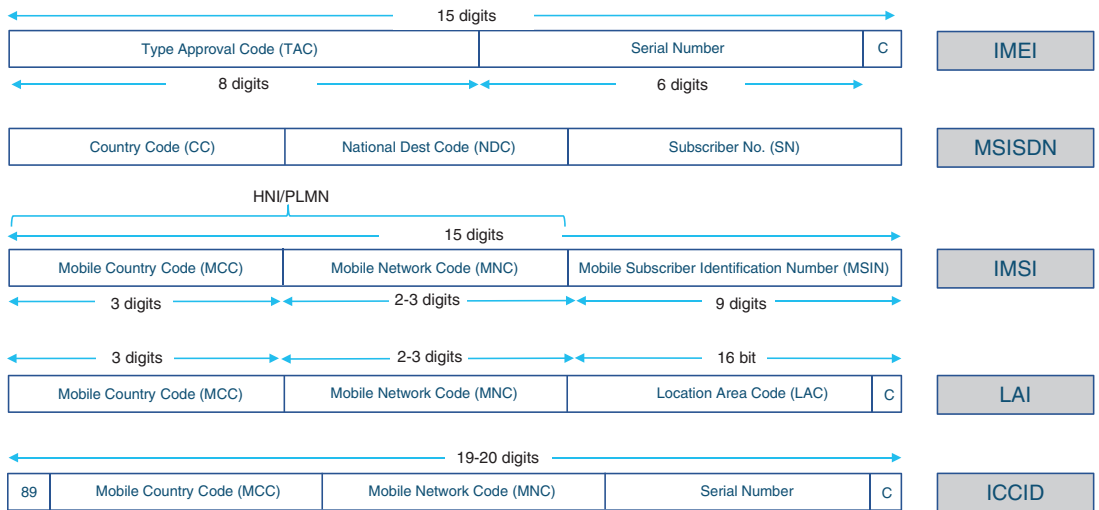 15 digits
Type Approval Code (TAC) Serial Number C IMEI
8 digits 6 digits
Country Code (CC) National Dest Code (NDC) Subscriber No. (SN) MSISDN
HNI/PLMN
15 digits
Mobile Country Code (MCC) Mobile Network Code (MNC) Mobile Subscriber Identification Number (MSIN) IMSI
3 digits 2-3 digits 9 digits
3 digits 2-3 digits 16 bit
Mobile Country Code (MCC) Mobile Network Code (MNC) Location Area Code (LAC) C LAI
19-20 digits
89 Mobile Country Code (MCC) Mobile Network Code (MNC) Serial Number C ICCID